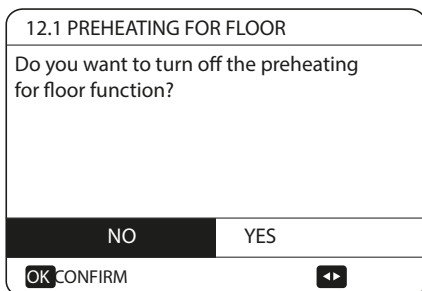 12.1 PREHEATING FOR FLOOR
Do you want to turn off the preheating
for floor function?
NO YES
OK CONFIRM